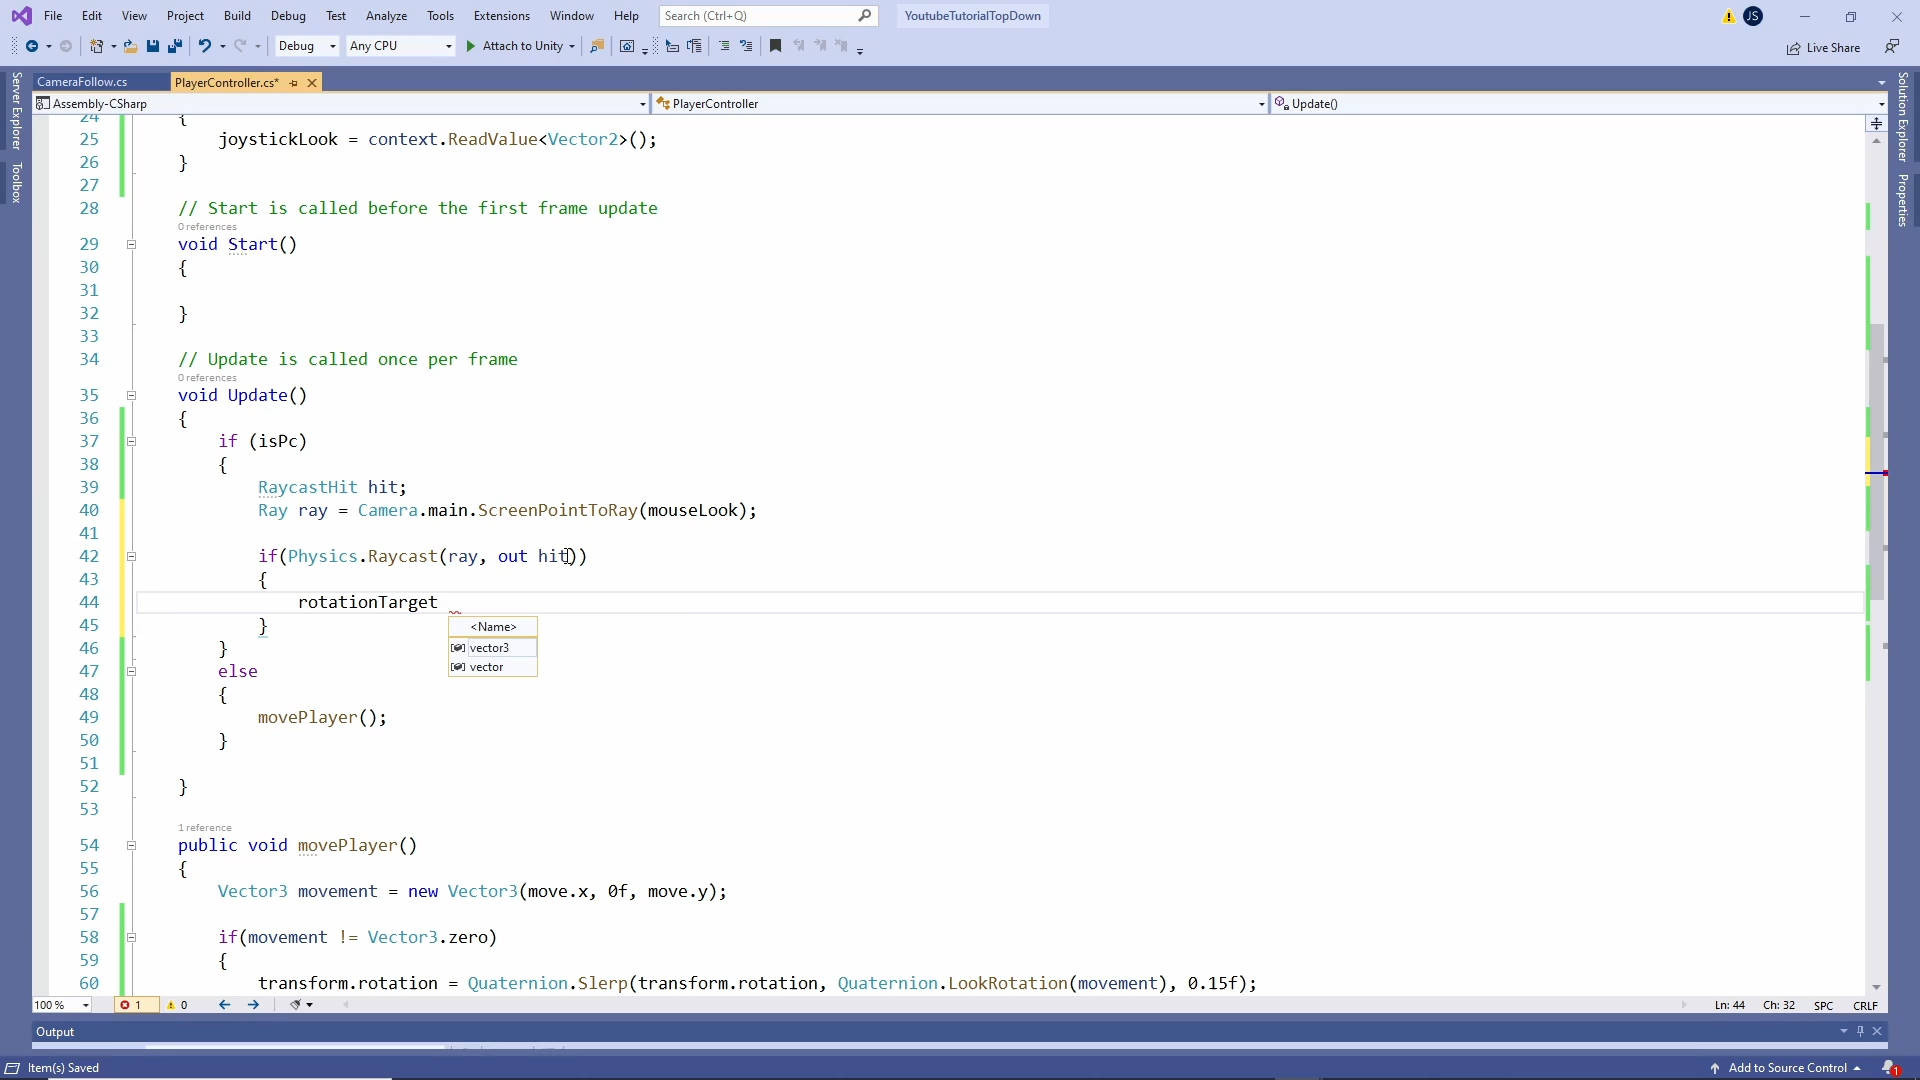 File Edit View Project Build Debug Test Analyze Tools Extensions Window Help Search (Ctrl+Q) YoutubeTutorialTopDown JS
Debug Any CPU Attach to Unity Live Share
CameraFollow.cs PlayerController.cs*
Assembly-CSharp PlayerController Update()
Server Explorer
Toolbox
Solution Explorer
Properties
24 {
25 joystickLook = context.ReadValue<Vector2>();
26 }
27
28 // Start is called before the first frame update
0 references
29 void Start()
30 {
31
32 }
33
34 // Update is called once per frame
0 references
35 void Update()
36 {
37 if (isPc)
38 {
39 RaycastHit hit;
40 Ray ray = Camera.main.ScreenPointToRay(mouseLook);
41
42 if(Physics.Raycast(ray, out hit))
43 {
44 rotationTarget
<Name>
45 }
46 }
vector3
vector
47 else
48 {
49 movePlayer();
50 }
51
52 }
53
1 reference
54 public void movePlayer()
55 {
56 Vector3 movement = new Vector3(move.x, 0f, move.y);
57
58 if(movement != Vector3.zero)
59 {
60 transform.rotation = Quaternion.Slerp(transform.rotation, Quaternion.LookRotation(movement), 0.15f);
100 % 1 0 Ln: 44 Ch: 32 SPC CRLF
Output
Item(s) Saved Add to Source Control 1